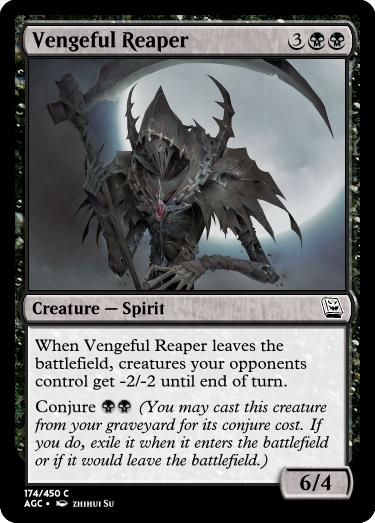 Vengeful Reaper 3
Creature — Spirit
When Vengeful Reaper leaves the
battlefield, creatures your opponents
control get -2/-2 until end of turn.
Conjure (You may cast this creature
from your graveyard for its conjure cost. If
you do, exile it when it enters the battlefield
or if it would leave the battlefield.)
6/4
174/450 C
AGC • zhihui Su